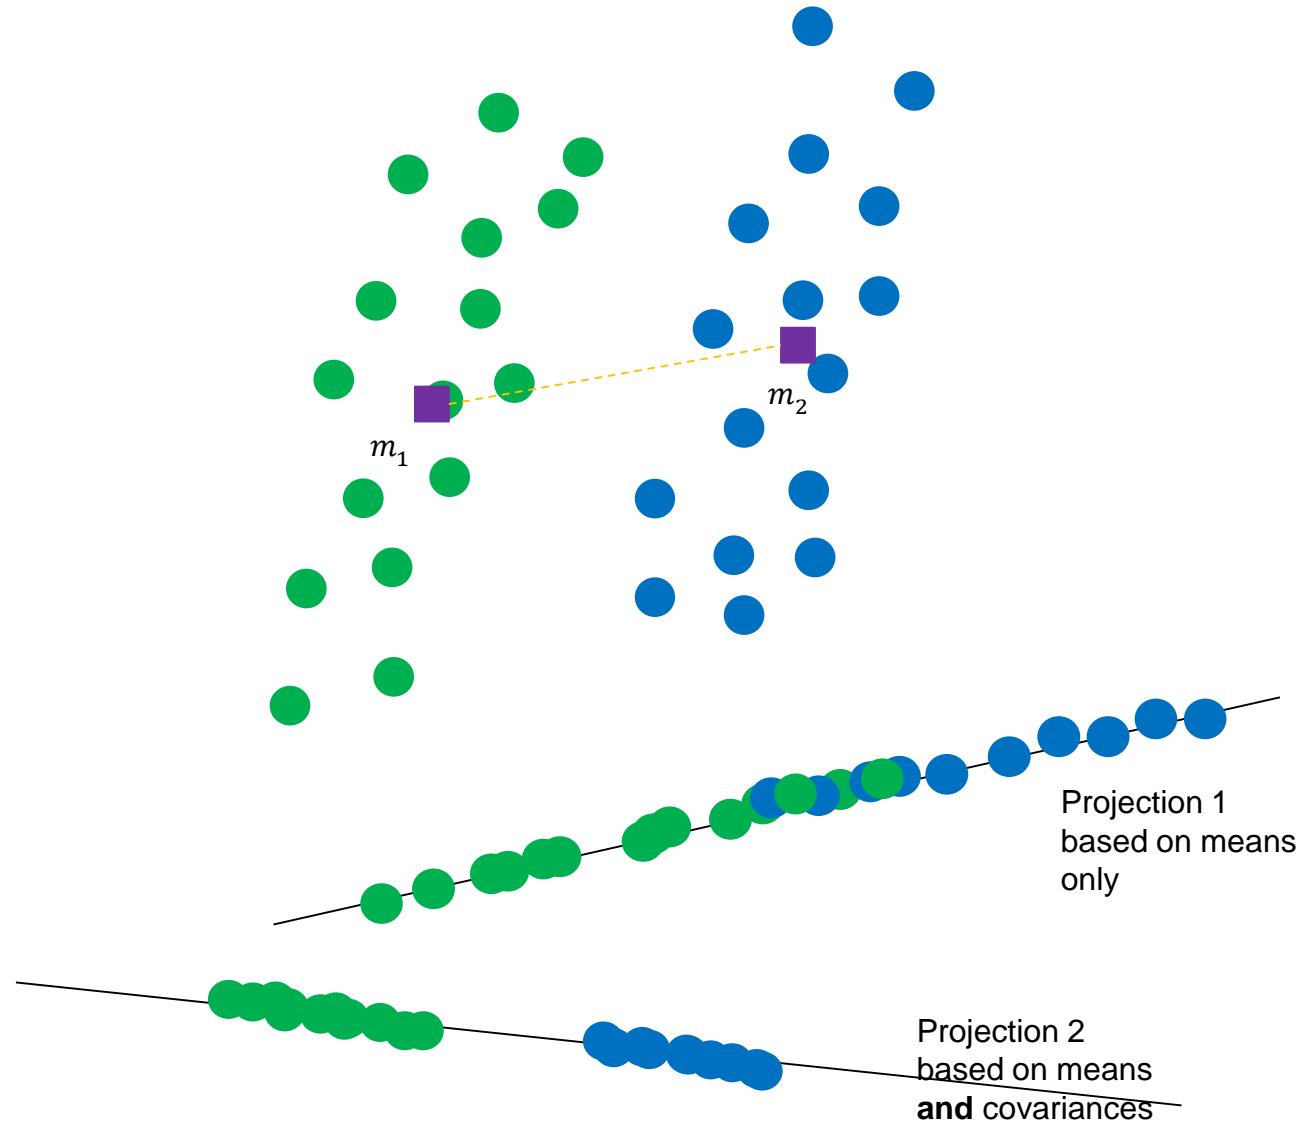 m₂
m₁
Projection 1
based on means
only
Projection 2
based on means
and covariances